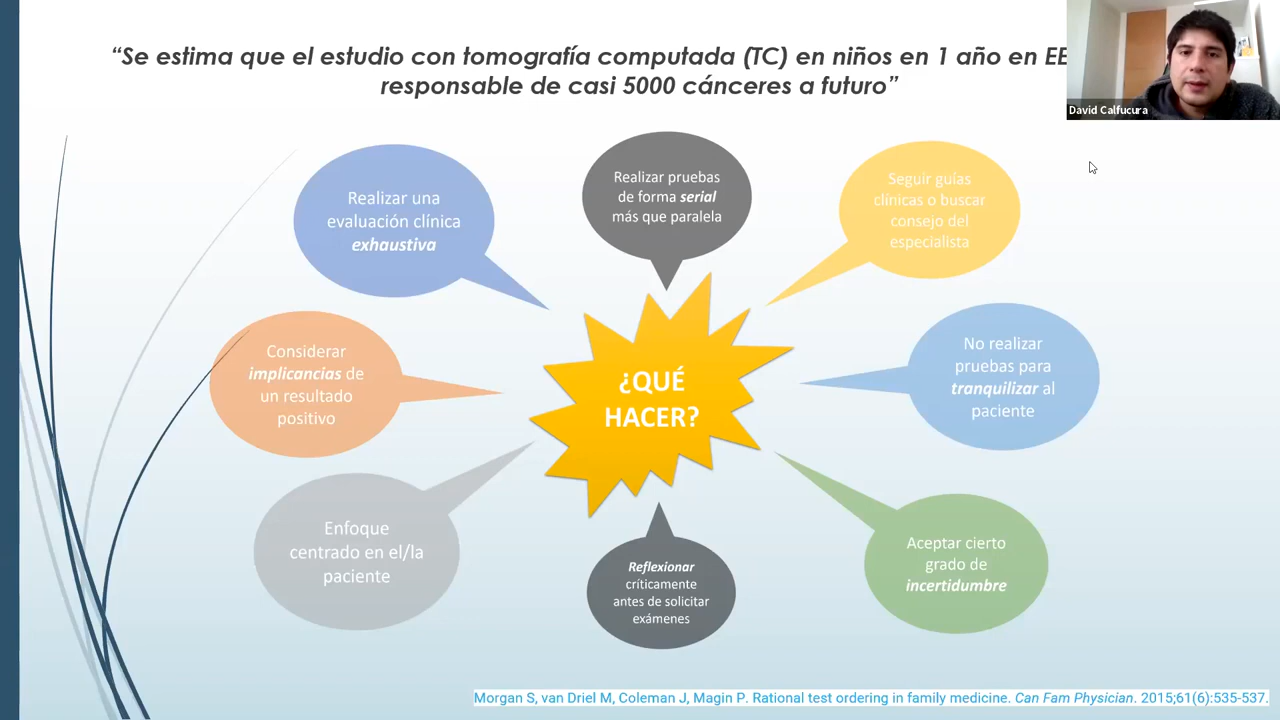 “Se estima que el estudio con tomografía computada (TC) en niños en 1 año en EE
responsable de casi 5000 cánceres a futuro”
David Calfucura
Realizar una
evaluación clínica
exhaustiva
Realizar pruebas
de forma serial
más que paralela
Seguir guías
clínicas o buscar
consejo del
especialista
Considerar
implicancias de
un resultado
positivo
¿QUÉ
HACER?
No realizar
pruebas para
tranquilizar al
paciente
Enfoque
centrado en el/la
paciente
Reflexionar
críticamente
antes de solicitar
exámenes
Aceptar cierto
grado de
incertidumbre
Morgan S, van Driel M, Coleman J, Magin P. Rational test ordering in family medicine. Can Fam Physician. 2015;61(6):535-537.